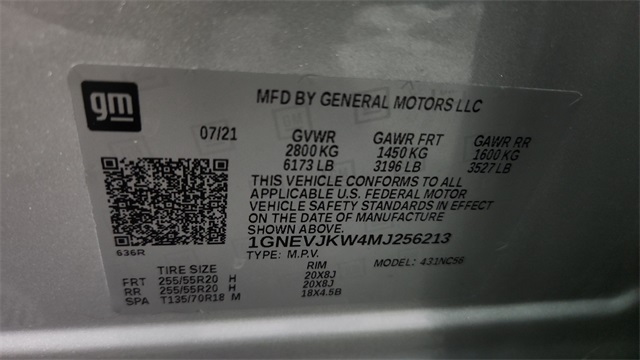 gm
MFD BY GENERAL MOTORS LLC
07/21 GVWR GAWR FRT GAWR RR
2800 KG 1450 KG 1600 KG
6173 LB 3196 LB 3527 LB
THIS VEHICLE CONFORMS TO ALL
APPLICABLE U.S. FEDERAL MOTOR
VEHICLE SAFETY STANDARDS IN EFFECT
ON THE DATE OF MANUFACTURE
SHOWN ABOVE.
636R
1GNEVJKW4MJ256213
TYPE: M.P.V. MODEL: 431NC56
TIRE SIZE RIM
FRT 255/55R20 H 20X8J
RR 255/55R20 H 20X8J
SPA T135/70R18 M 18X4.5B